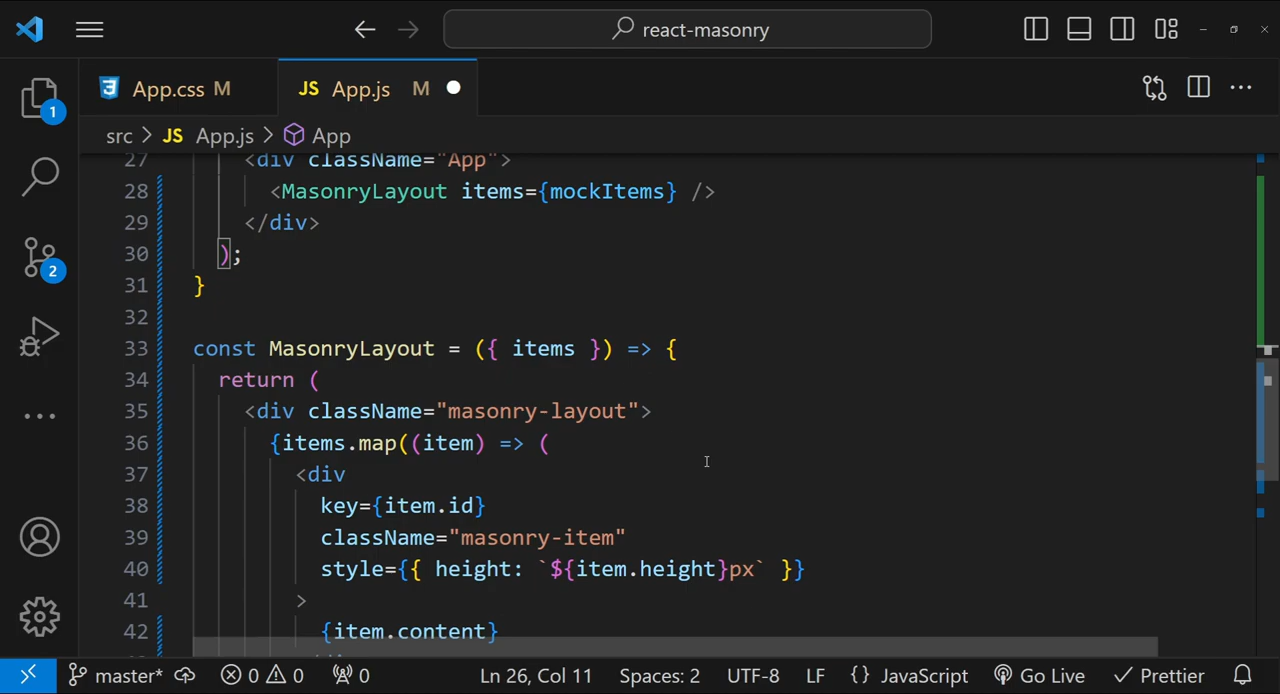 react-masonry
App.css M
JS App.js M
1
src > JS App.js > App
27 <div className="App">
28 <MasonryLayout items={mockItems} />
29 </div>
30 );
31 }
32
33 const MasonryLayout = ({ items }) => {
34 return (
35 <div className="masonry-layout">
36 {items.map((item) => (
37 <div
38 key={item.id}
39 className="masonry-item"
40 style={{ height: `${item.height}px` }}
41 >
42 {item.content}
2
master* 0 0 0 Ln 26, Col 11 Spaces: 2 UTF-8 LF {} JavaScript Go Live Prettier